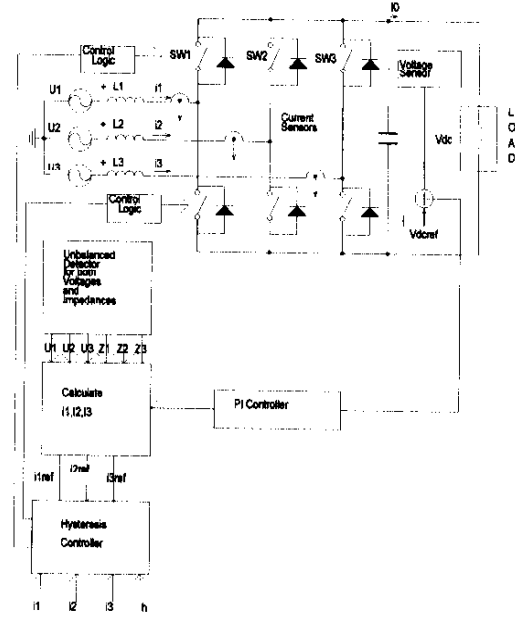 I0
Control
Logic
SW1
SW2
SW3
Voltage
Sensor
U1
+ L1
i1
U2
+ L2
i2
Current
Sensors
U3
+ L3
i3
Vdc
L
O
A
D
Control
Logic
Vdcref
Unbalanced
Detector
for both
Voltages
and
Impedances
U1 U2 U3 Z1 Z2 Z3
Calculate
i1,i2,i3
PI Controller
i1ref
i2ref
i3ref
Hysteresis
Controller
i1
i2
i3
h